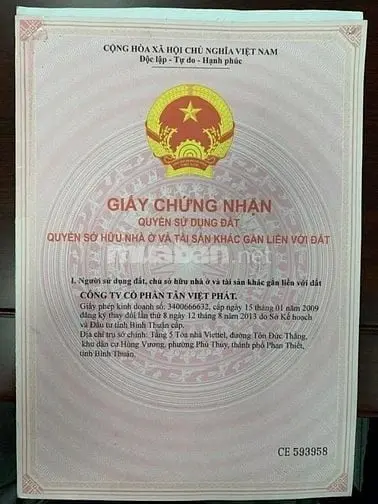 CỘNG HÒA XÃ HỘI CHỦ NGHĨA VIỆT NAM
Độc lập - Tự do - Hạnh phúc
GIẤY CHỨNG NHẬN
QUYỀN SỬ DỤNG ĐẤT
QUYỀN SỞ HỮU NHÀ Ở VÀ TÀI SẢN KHÁC GẮN LIỀN VỚI ĐẤT
I. Người sử dụng đất, chủ sở hữu nhà ở và tài sản khác gắn liền với đất
CÔNG TY CỔ PHẦN TÂN VIỆT PHÁT.
Giấy phép kinh doanh số: 3400666632, cấp ngày 15 tháng 01 năm 2009
đăng ký thay đổi lần thứ 8 ngày 12 tháng 8 năm 2013 do Sở Kế hoạch
và Đầu tư tỉnh Bình Thuận cấp.
Địa chỉ trụ sở chính: Tầng 5 Tòa nhà Viettel, đường Tôn Đức Thắng,
khu dân cư Hùng Vương, phường Phú Thủy, thành phố Phan Thiết,
tỉnh Bình Thuận.
CE 593958